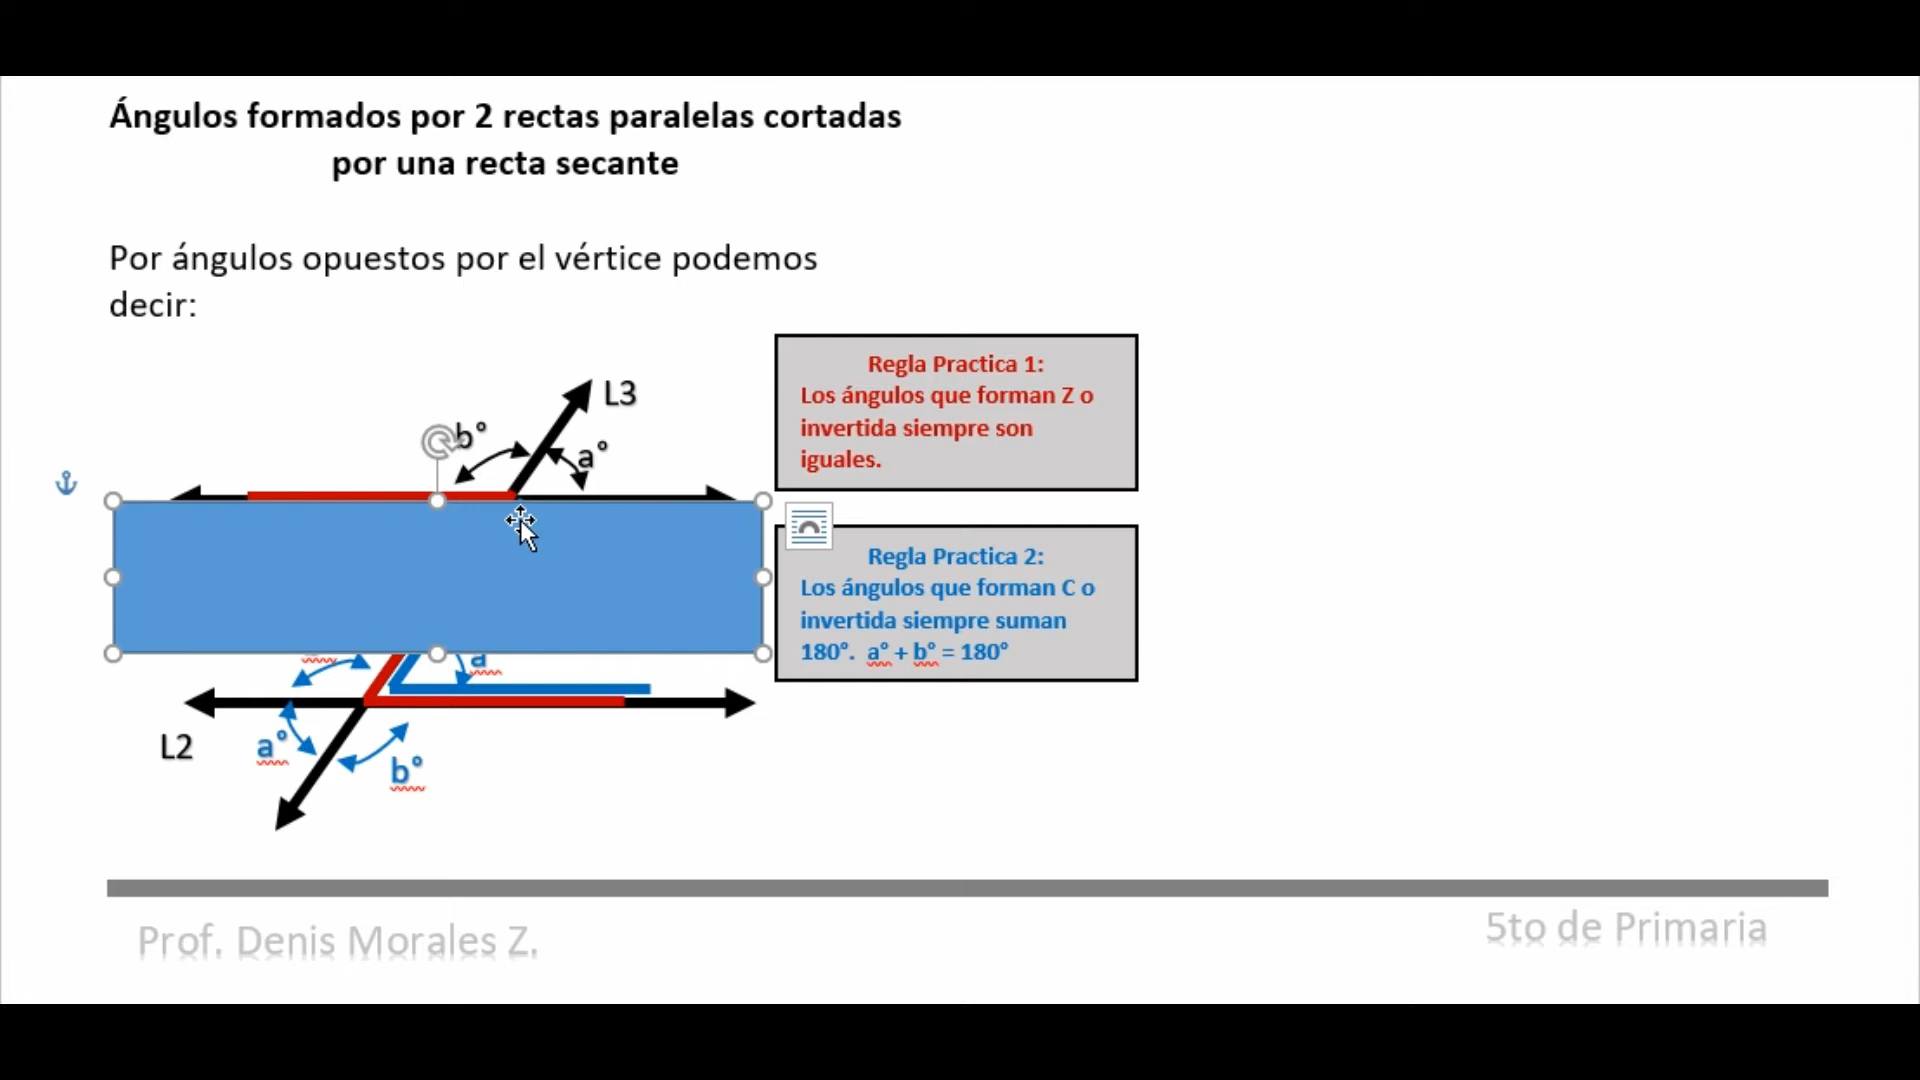 Ángulos formados por 2 rectas paralelas cortadas
por una recta secante
Por ángulos opuestos por el vértice podemos
decir:
L3
b°
a°
Regla Practica 1:
Los ángulos que forman Z o
invertida siempre son
iguales.
Regla Practica 2:
Los ángulos que forman C o
invertida siempre suman
180°. a° + b° = 180°
a
L2
a°
b°
Prof. Denis Morales Z.
5to de Primaria